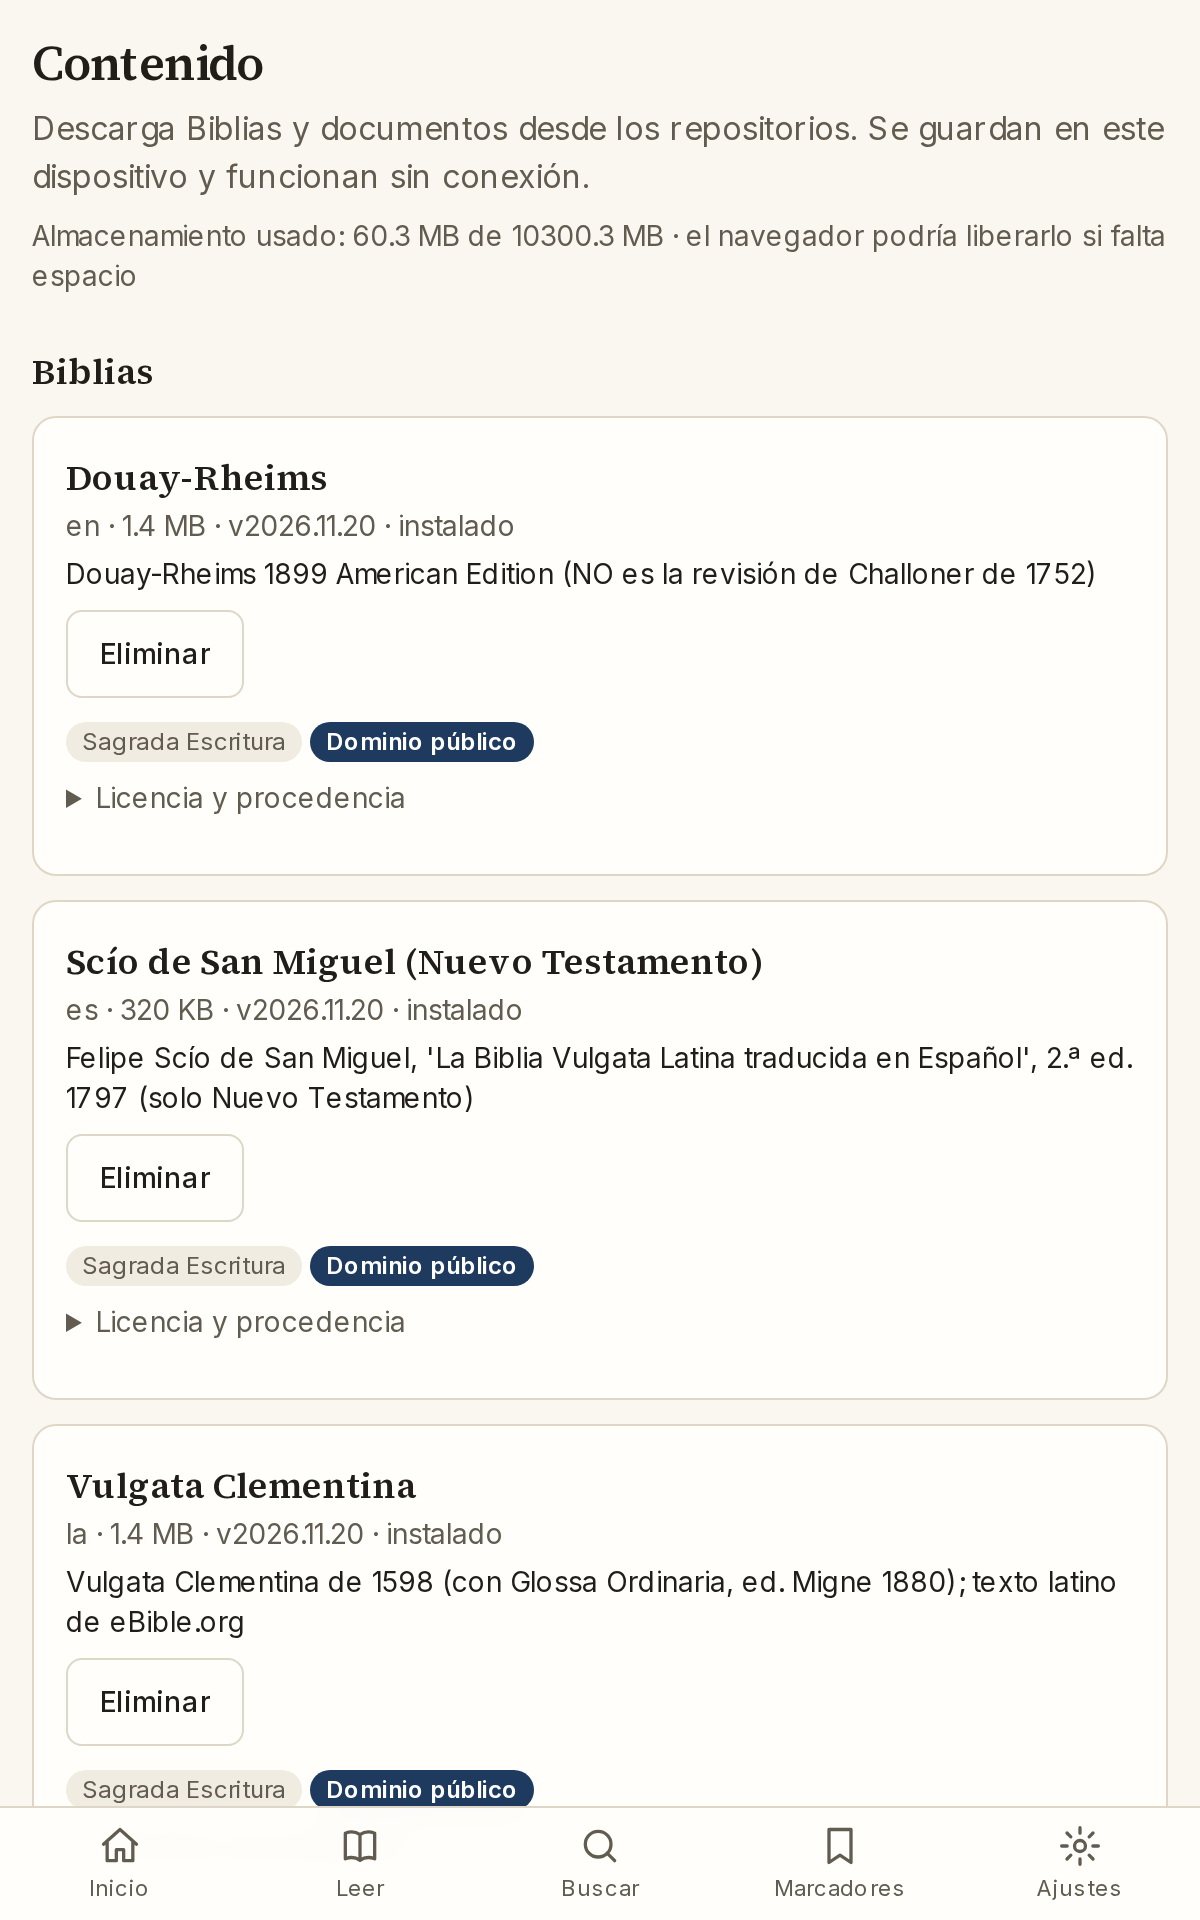 Contenido
Descarga Biblias y documentos desde los repositorios. Se guardan en este
dispositivo y funcionan sin conexión.
Almacenamiento usado: 60.3 MB de 10300.3 MB · el navegador podría liberarlo si falta
espacio
Biblias
Douay-Rheims
en · 1.4 MB · v2026.11.20 · instalado
Douay-Rheims 1899 American Edition (NO es la revisión de Challoner de 1752)
Eliminar
Sagrada Escritura Dominio público
▶ Licencia y procedencia
Scío de San Miguel (Nuevo Testamento)
es · 320 KB · v2026.11.20 · instalado
Felipe Scío de San Miguel, 'La Biblia Vulgata Latina traducida en Español', 2.ª ed.
1797 (solo Nuevo Testamento)
Eliminar
Sagrada Escritura Dominio público
▶ Licencia y procedencia
Vulgata Clementina
la · 1.4 MB · v2026.11.20 · instalado
Vulgata Clementina de 1598 (con Glossa Ordinaria, ed. Migne 1880); texto latino
de eBible.org
Eliminar
Sagrada Escritura Dominio público
Inicio Leer Buscar Marcadores Ajustes